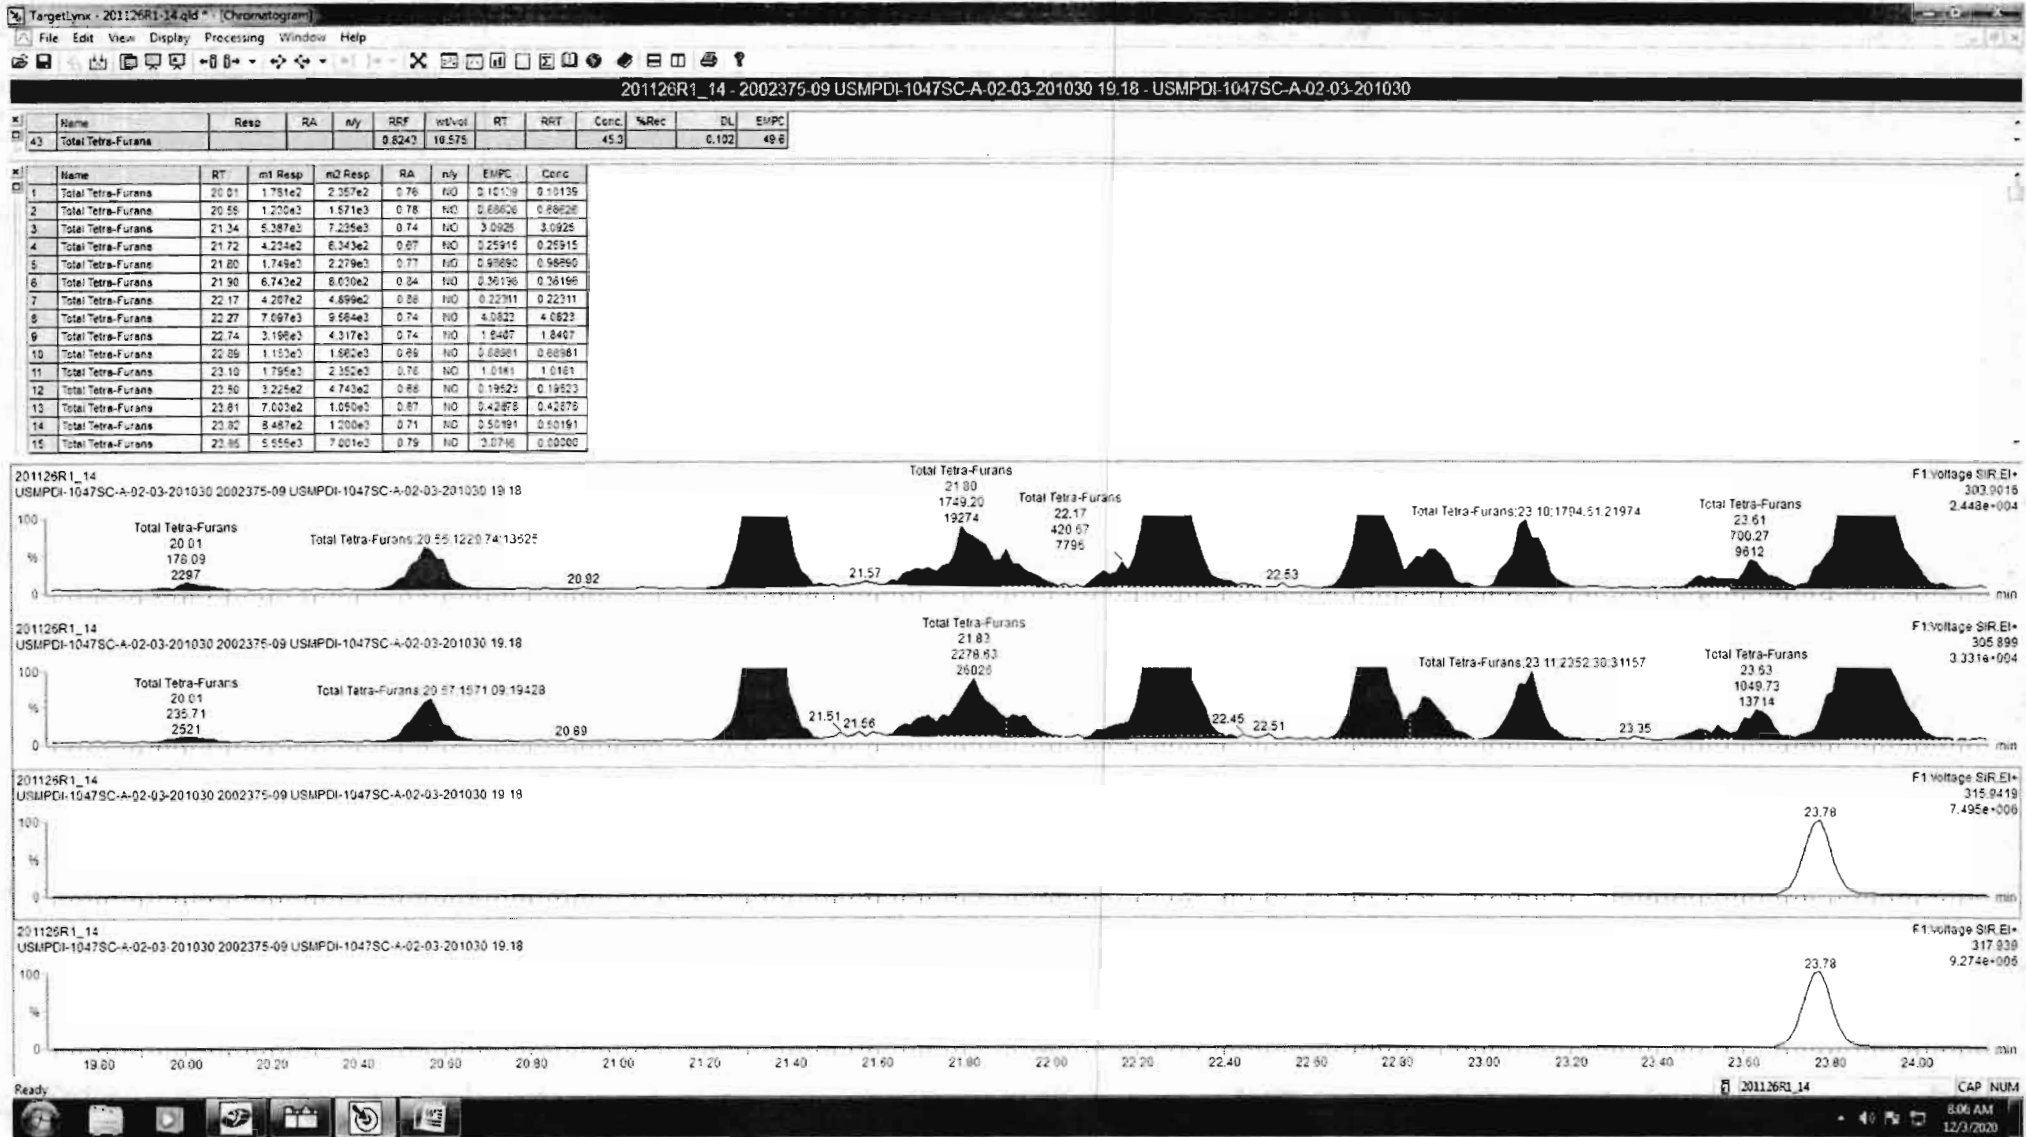 TargetLynx - 201126R1-14.qld * - [Chromatogram]
File Edit View Display Processing Window Help
201126R1_14 - 2002375-09 USMPDI-1047SC-A-02-03-201030 19.18 - USMPDI-1047SC-A-02-03-201030
Name Resp RA n/y RRF wt/vol RT RRT Conc. %Rec DL EMPC
43 Total Tetra-Furans 0.8243 10.575 45.3 0.102 49.6
Name RT m1 Resp m2 Resp RA n/y EMPC Conc
1 Total Tetra-Furans 20.01 1.781e2 2.357e2 0.76 NO 0.10139 0.10139
2 Total Tetra-Furans 20.56 1.230e3 1.571e3 0.78 NO 0.68626 0.68626
3 Total Tetra-Furans 21.34 5.387e3 7.235e3 0.74 NO 3.0925 3.0925
4 Total Tetra-Furans 21.72 4.234e2 6.343e2 0.67 NO 0.25915 0.25915
5 Total Tetra-Furans 21.80 1.749e3 2.279e3 0.77 NO 0.98690 0.98690
6 Total Tetra-Furans 21.90 6.743e2 8.030e2 0.84 NO 0.36196 0.36196
7 Total Tetra-Furans 22.17 4.207e2 4.899e2 0.86 NO 0.22311 0.22311
8 Total Tetra-Furans 22.27 7.097e3 9.584e3 0.74 NO 4.0823 4.0823
9 Total Tetra-Furans 22.74 3.196e3 4.317e3 0.74 NO 1.8407 1.8407
10 Total Tetra-Furans 22.89 1.153e3 1.662e3 0.69 NO 0.68981 0.68981
11 Total Tetra-Furans 23.10 1.795e3 2.352e3 0.76 NO 1.0161 1.0161
12 Total Tetra-Furans 23.50 3.225e2 4.743e2 0.68 NO 0.19523 0.19523
13 Total Tetra-Furans 23.61 7.003e2 1.050e3 0.67 NO 0.42878 0.42878
14 Total Tetra-Furans 23.82 8.487e2 1.200e3 0.71 NO 0.50191 0.50191
15 Total Tetra-Furans 23.86 5.556e3 7.001e3 0.79 NO 3.0746 0.00000
201126R1_14
USMPDI-1047SC-A-02-03-201030 2002375-09 USMPDI-1047SC-A-02-03-201030 19.18
F1:Voltage SIR,EI+
303.9016
2.448e+004
100
%
0
Total Tetra-Furans
20.01
178.09
2297
Total Tetra-Furans;20.56;1229.74;13625
20.92
21.57
Total Tetra-Furans
21.80
1749.20
19274
Total Tetra-Furans
22.17
420.67
7796
22.53
Total Tetra-Furans;23.10;1794.51;21974
Total Tetra-Furans
23.61
700.27
9612
min
201126R1_14
USMPDI-1047SC-A-02-03-201030 2002375-09 USMPDI-1047SC-A-02-03-201030 19.18
F1:Voltage SIR,EI+
305.899
3.331e+004
100
%
0
Total Tetra-Furans
20.01
235.71
2521
Total Tetra-Furans;20.57;1571.09;19428
20.89
21.51
21.56
Total Tetra-Furans
21.83
2278.63
26026
22.45
22.51
Total Tetra-Furans;23.11;2352.30;31157
23.35
Total Tetra-Furans
23.63
1049.73
13714
min
201126R1_14
USMPDI-1047SC-A-02-03-201030 2002375-09 USMPDI-1047SC-A-02-03-201030 19.18
F1:Voltage SIR,EI+
315.9419
7.495e+006
100
%
0
23.78
min
201126R1_14
USMPDI-1047SC-A-02-03-201030 2002375-09 USMPDI-1047SC-A-02-03-201030 19.18
F1:Voltage SIR,EI+
317.939
9.274e+006
100
%
0
23.78
min
19.80 20.00 20.20 20.40 20.60 20.80 21.00 21.20 21.40 21.60 21.80 22.00 22.20 22.40 22.60 22.80 23.00 23.20 23.40 23.60 23.80 24.00
Ready
201126R1_14 CAP NUM
8:06 AM
12/3/2020